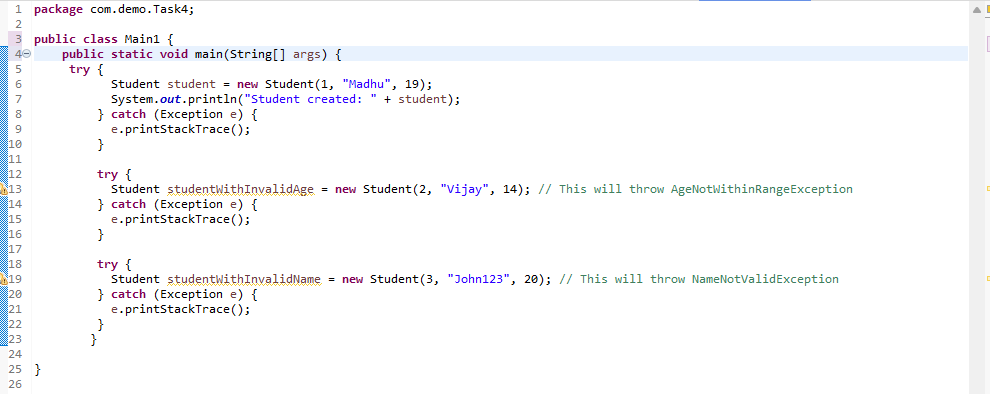 1 package com.demo.Task4;
2
3 public class Main1 {
4     public static void main(String[] args) {
5      try {
6            Student student = new Student(1, "Madhu", 19);
7            System.out.println("Student created: " + student);
8          } catch (Exception e) {
9            e.printStackTrace();
10          }
11
12          try {
13            Student studentWithInvalidAge = new Student(2, "Vijay", 14); // This will throw AgeNotWithinRangeException
14          } catch (Exception e) {
15            e.printStackTrace();
16          }
17
18          try {
19            Student studentWithInvalidName = new Student(3, "John123", 20); // This will throw NameNotValidException
20          } catch (Exception e) {
21            e.printStackTrace();
22          }
23         }
24
25 }
26